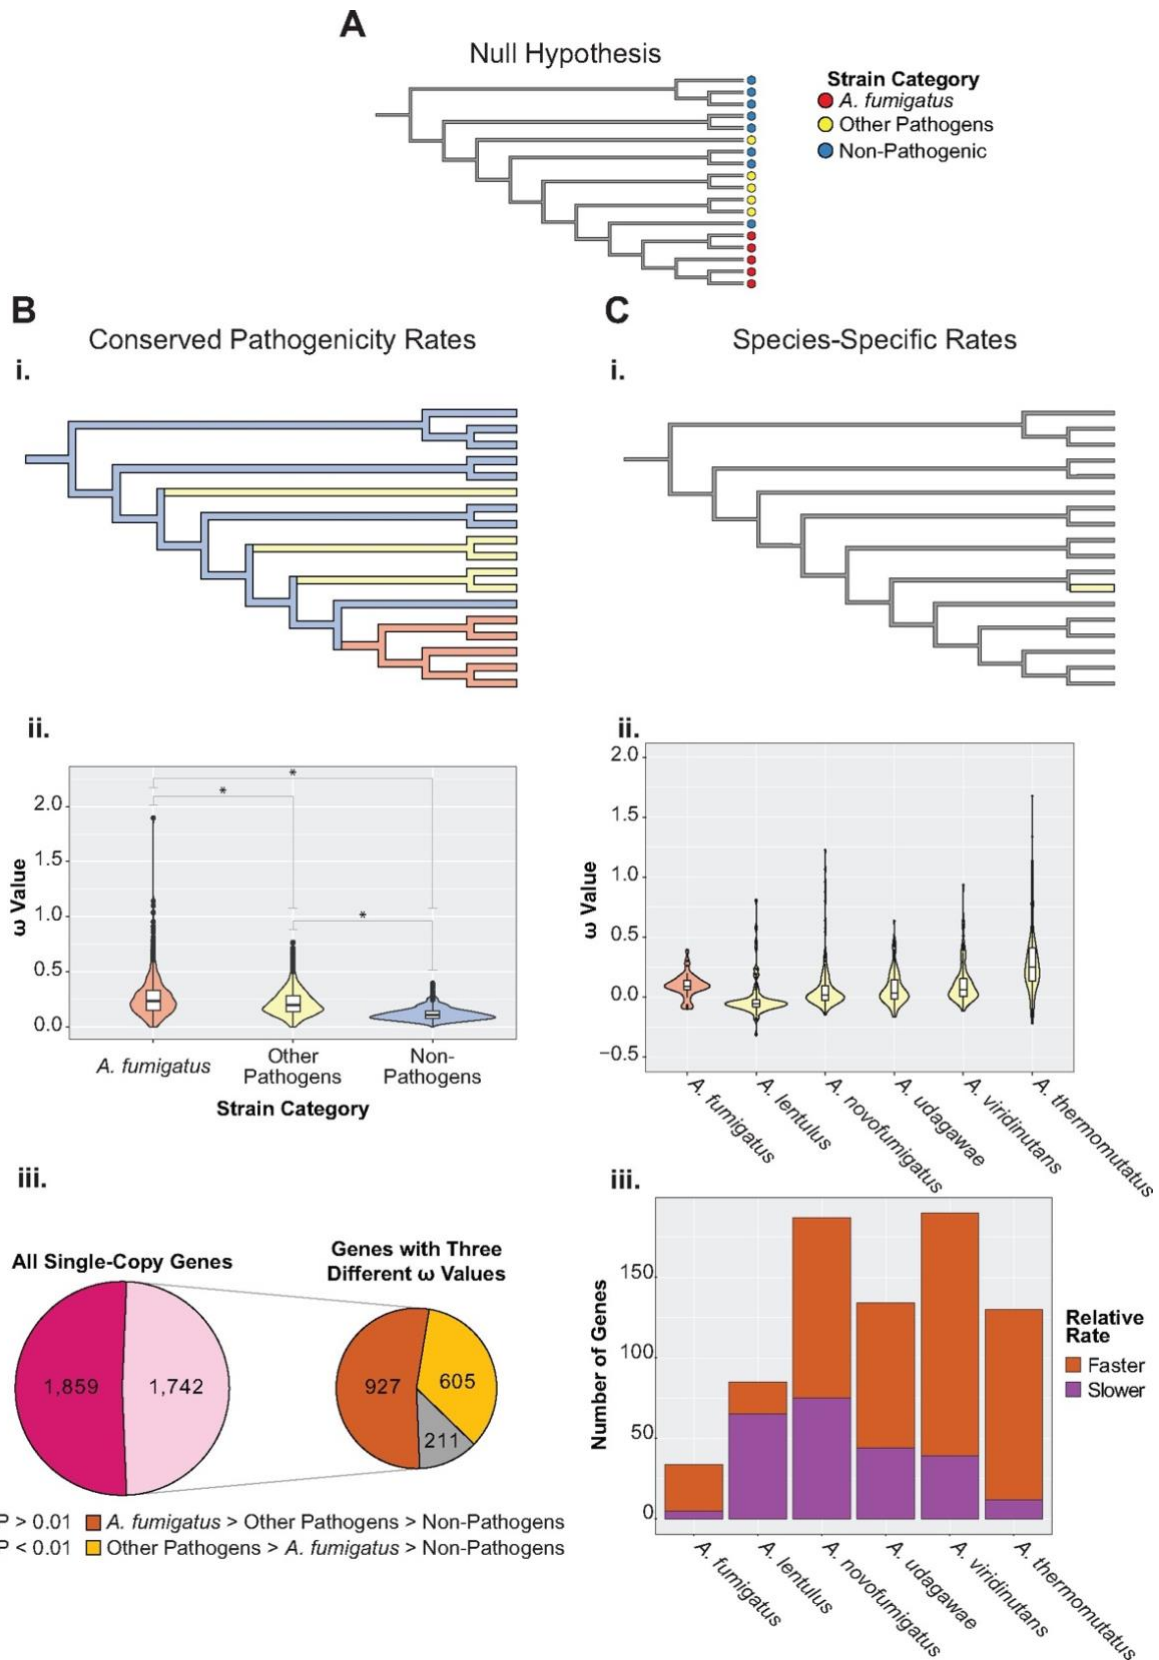 A
Null Hypothesis
Strain Category
A. fumigatus
Other Pathogens
Non-Pathogenic
B
Conserved Pathogenicity Rates
i.
ii.
ω Value
2.0
1.5
1.0
0.5
0.0
*
*
*
A. fumigatus
Other
Pathogens
Non-
Pathogens
Strain Category
iii.
All Single-Copy Genes
1,859
1,742
Genes with Three
Different ω Values
927
605
211
P > 0.01
A. fumigatus > Other Pathogens > Non-Pathogens
P < 0.01
Other Pathogens > A. fumigatus > Non-Pathogens
C
Species-Specific Rates
i.
ii.
ω Value
2.0
1.5
1.0
0.5
0.0
−0.5
A. fumigatus
A. lentulus
A. novofumigatus
A. udagawae
A. viridinutans
A. thermomutatus
iii.
Number of Genes
150
100
50
0
A. fumigatus
A. lentulus
A. novofumigatus
A. udagawae
A. viridinutans
A. thermomutatus
Relative
Rate
Faster
Slower